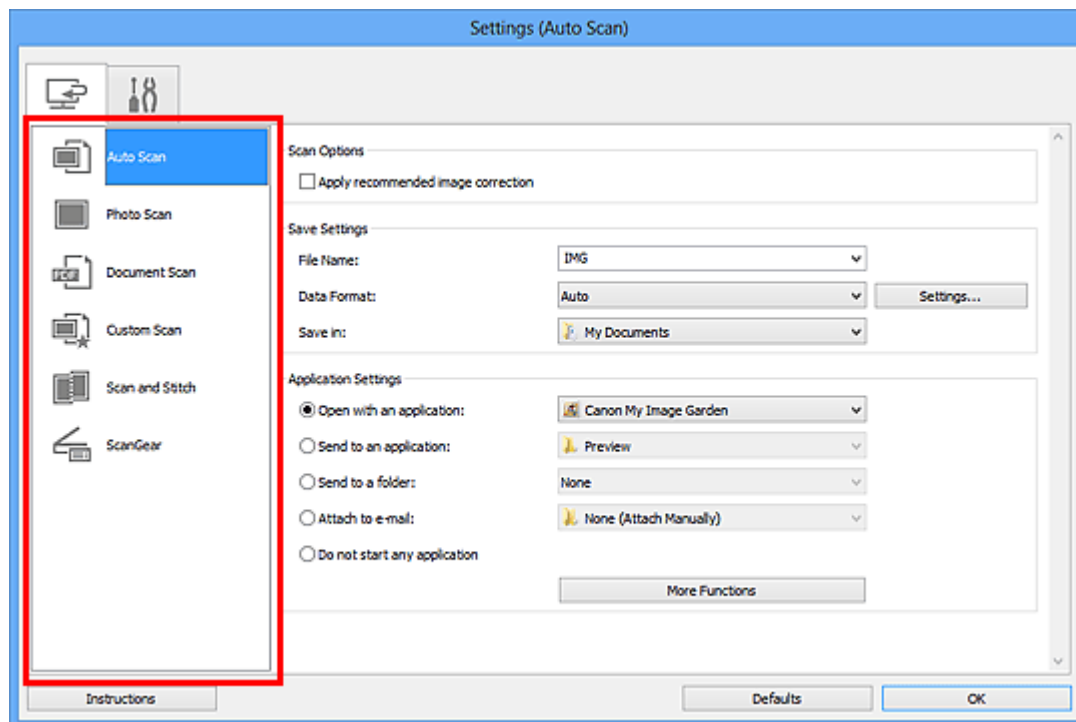 Settings (Auto Scan)
Auto Scan
Photo Scan
Document Scan
Custom Scan
Scan and Stitch
ScanGear
Scan Options
Apply recommended image correction
Save Settings
File Name: IMG
Data Format: Auto Settings...
Save in: My Documents
Application Settings
Open with an application: Canon My Image Garden
Send to an application: Preview
Send to a folder: None
Attach to e-mail: None (Attach Manually)
Do not start any application
More Functions
Instructions Defaults OK